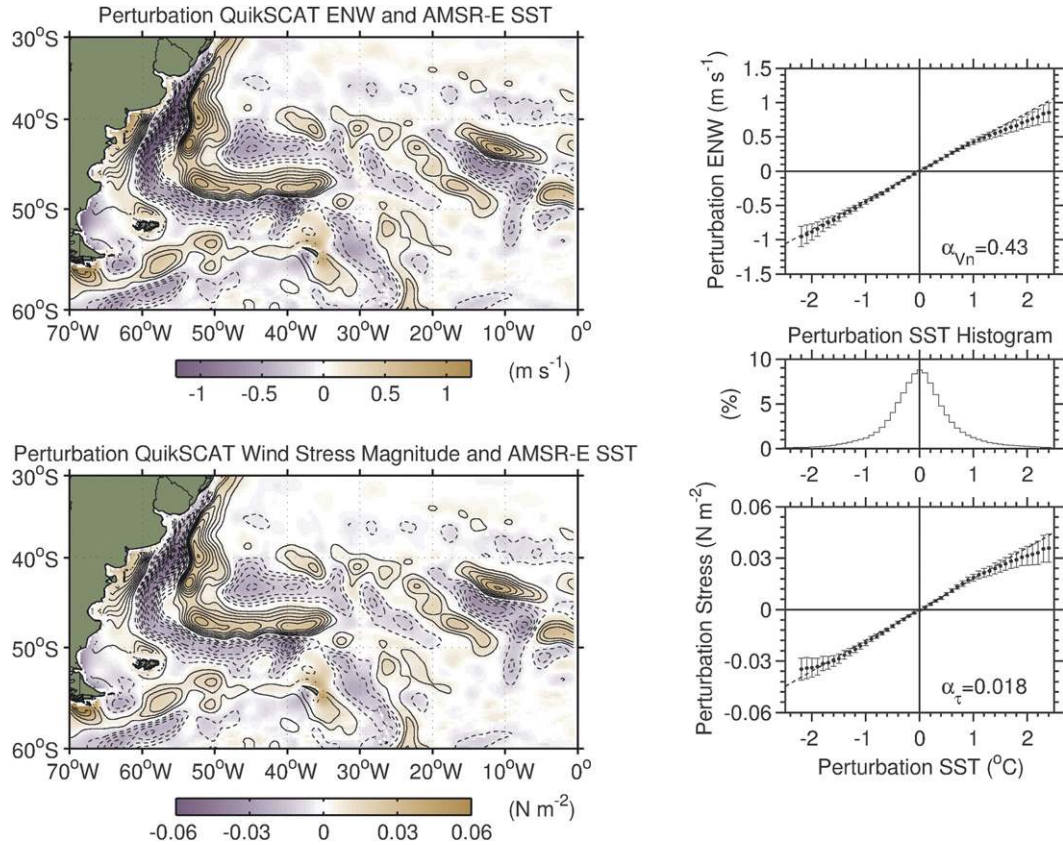 Perturbation QuikSCAT ENW and AMSR-E SST
30°S
40°S
50°S
60°S
70°W 60°W 50°W 40°W 30°W 20°W 10°W 0°
-1 -0.5 0 0.5 1 (m s⁻¹)
Perturbation QuikSCAT Wind Stress Magnitude and AMSR-E SST
30°S
40°S
50°S
60°S
70°W 60°W 50°W 40°W 30°W 20°W 10°W 0°
-0.06 -0.03 0 0.03 0.06 (N m⁻²)
Perturbation ENW (m s⁻¹)
1.5
1
0.5
0
-0.5
-1
-1.5
α_Vn=0.43
-2 -1 0 1 2
Perturbation SST Histogram
(%)
10
5
0
-2 -1 0 1 2
Perturbation Stress (N m⁻²)
0.06
0.03
0
-0.03
-0.06
α_τ=0.018
-2 -1 0 1 2
Perturbation SST (°C)